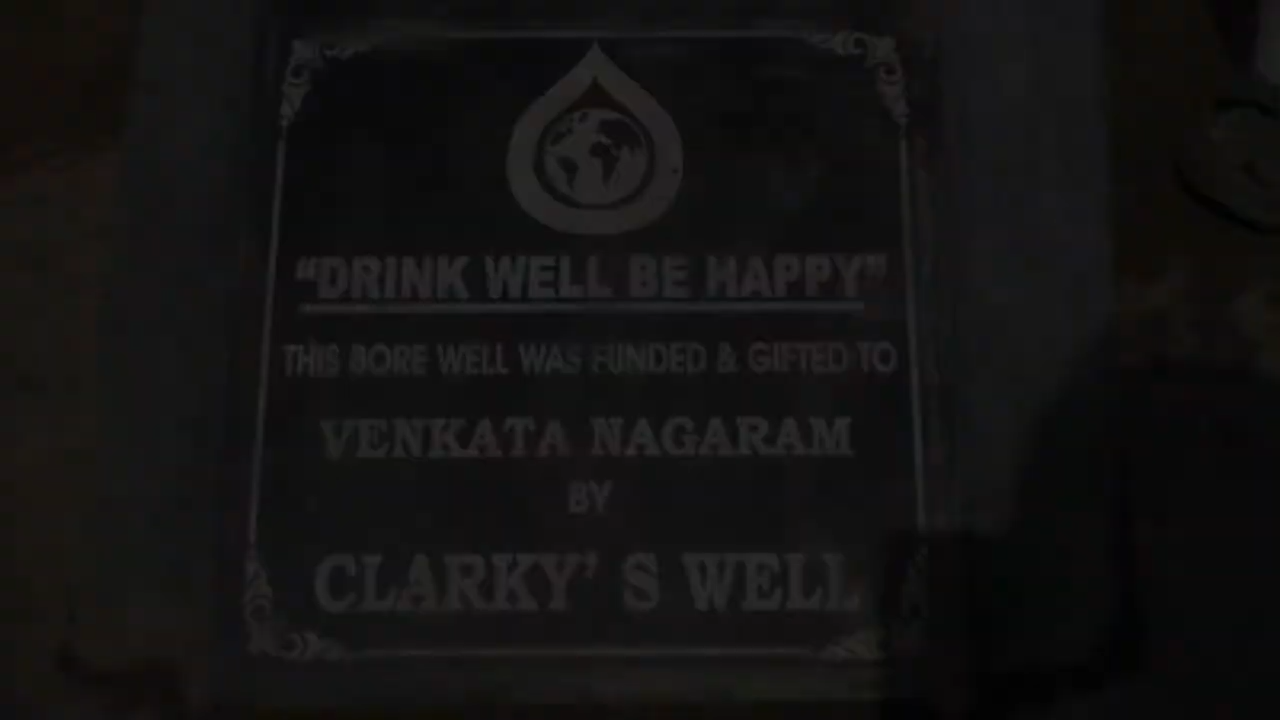 “DRINK WELL BE HAPPY”
THIS BORE WELL WAS FUNDED & GIFTED TO
VENKATA NAGARAM
BY
CLARKY’ S WELL